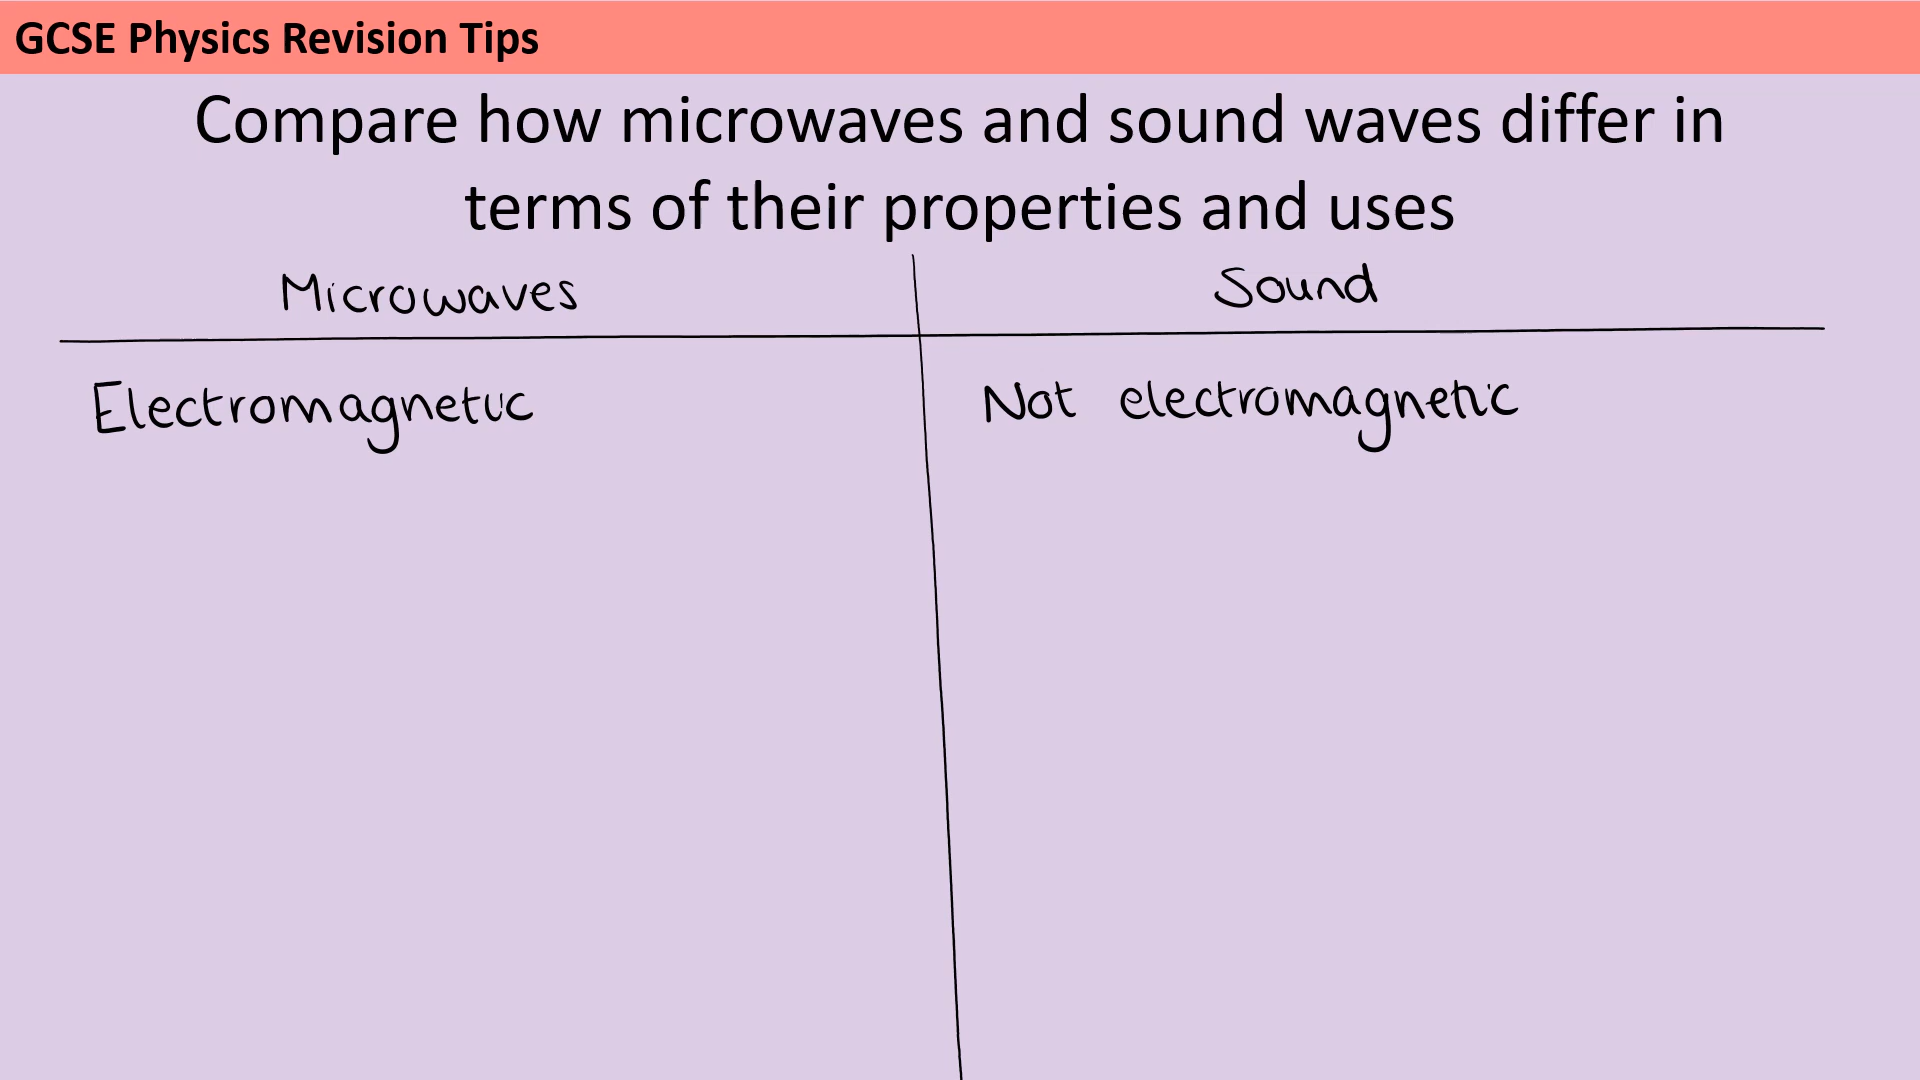 GCSE Physics Revision Tips
Compare how microwaves and sound waves differ in
terms of their properties and uses
Microwaves
Sound
Electromagnetic
Not electromagnetic